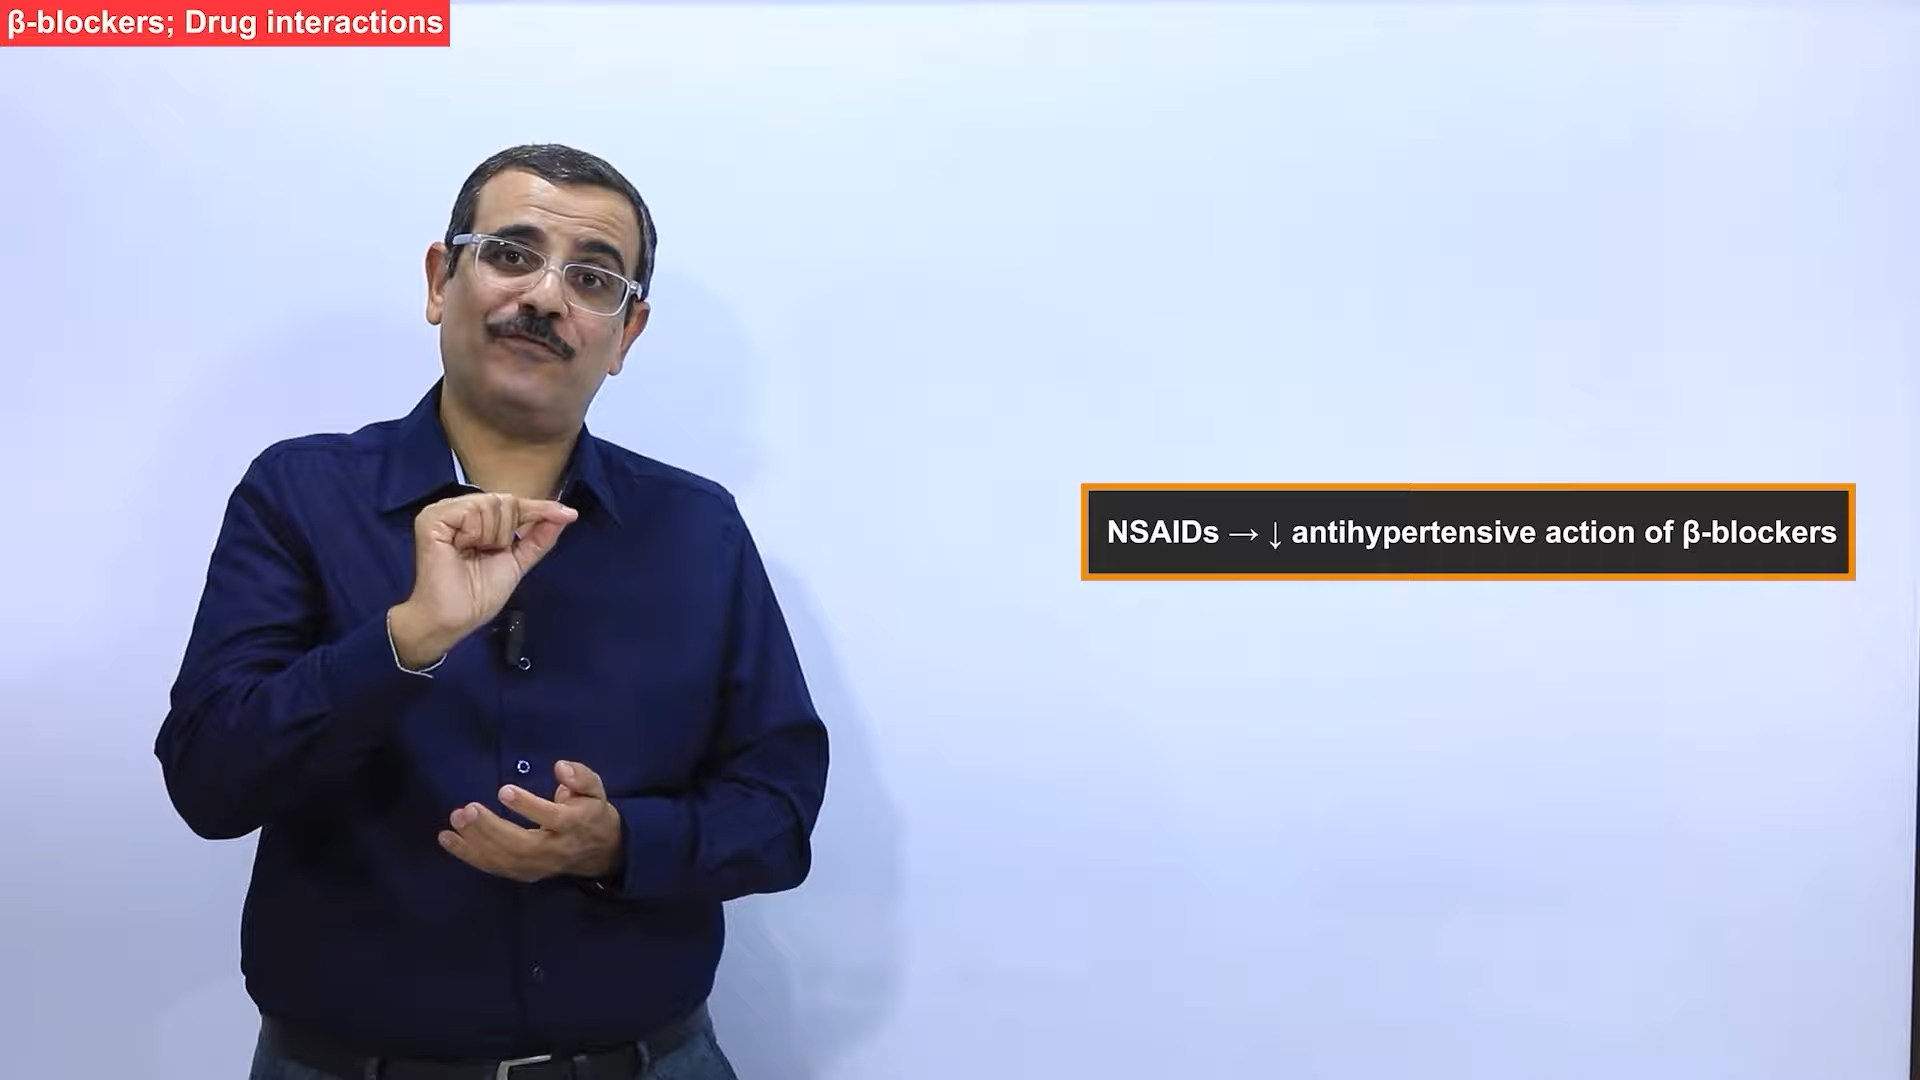 β-blockers; Drug interactions
NSAIDs → ↓ antihypertensive action of β-blockers